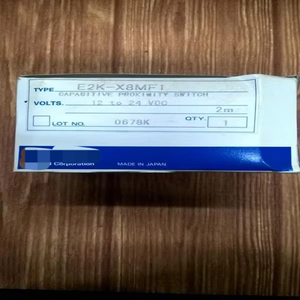 TYPE E2K-X8MF1
CAPACITIVE PROXIMITY SWITCH
VOLTS. 12 to 24 VDC
2m
LOT NO. 0678K QTY. 1
Corporation MADE IN JAPAN